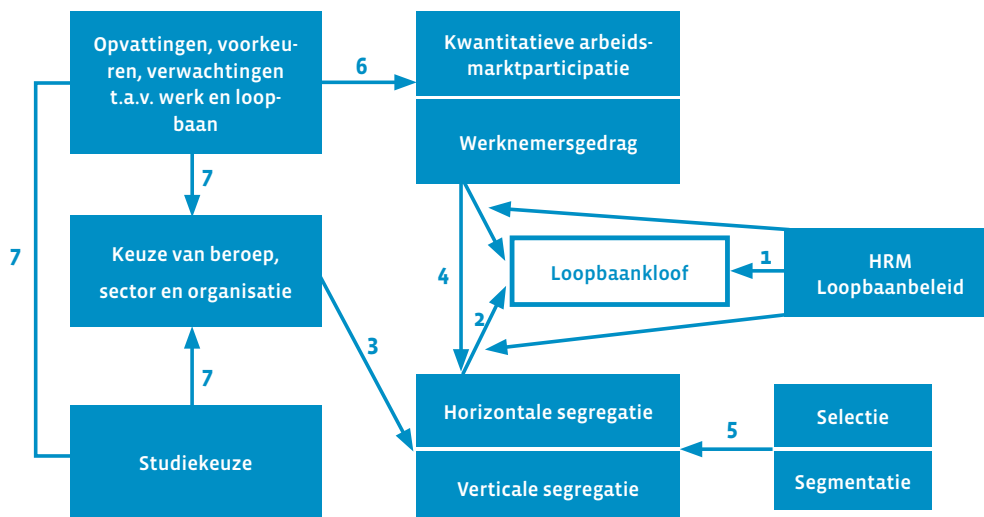 Opvattingen, voorkeu-
ren, verwachtingen
t.a.v. werk en loop-
baan
6
Kwantitatieve arbeids-
marktparticipatie
Werknemersgedrag
7
7
Keuze van beroep,
sector en organisatie
4
Loopbaankloof
1
HRM
Loopbaanbeleid
2
3
7
Studiekeuze
Horizontale segregatie
Verticale segregatie
5
Selectie
Segmentatie